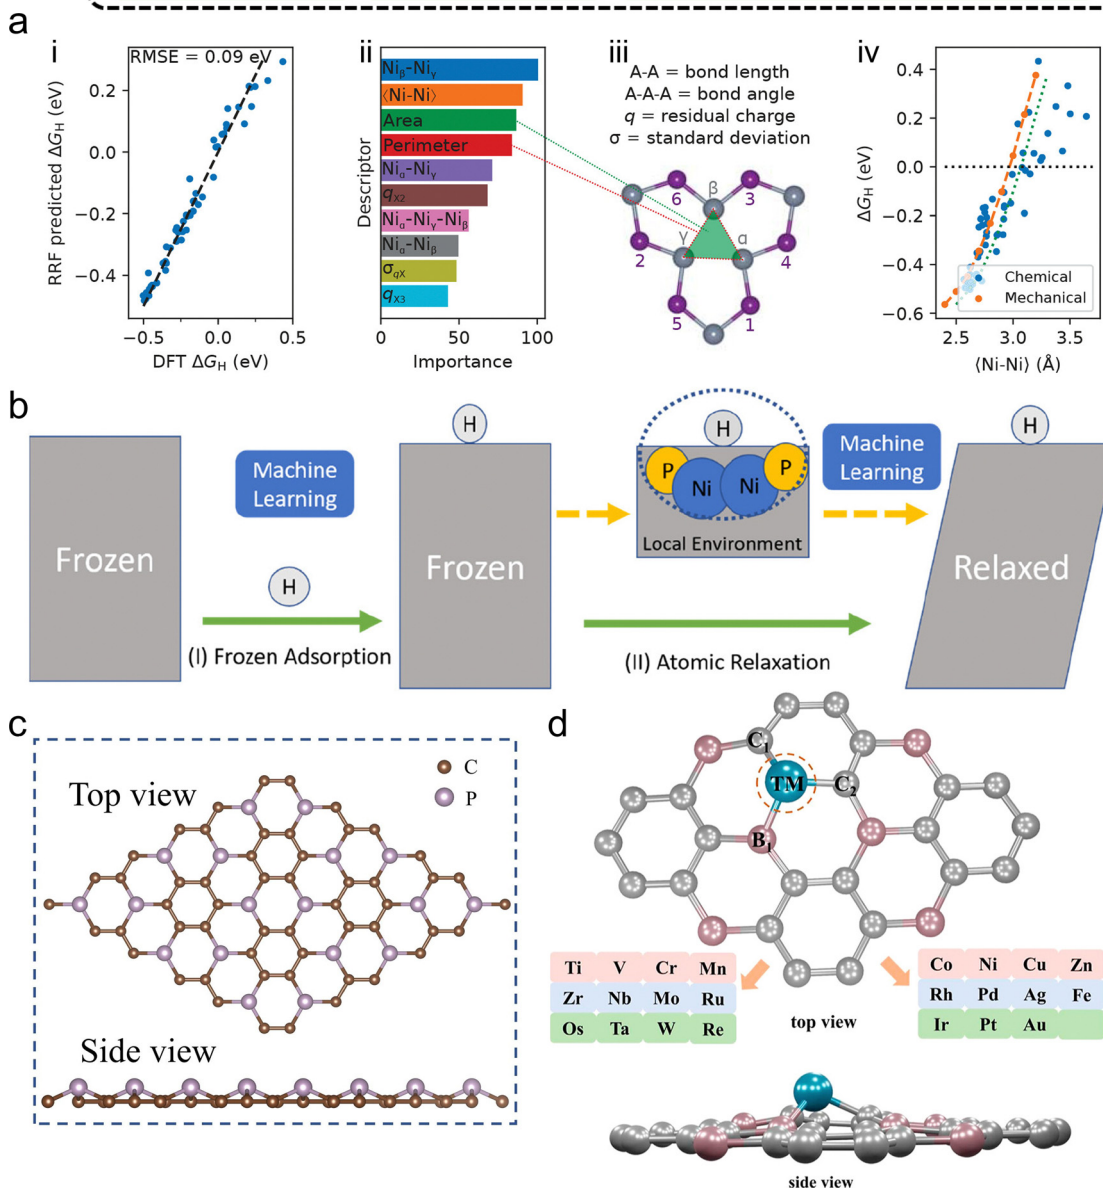 a
i
RMSE = 0.09 eV
RRF predicted ΔG_H (eV)
0.2
0.0
−0.2
−0.4
−0.5
0.0
0.5
DFT ΔG_H (eV)
ii
Descriptor
Ni_β-Ni_γ
⟨Ni-Ni⟩
Area
Perimeter
Ni_α-Ni_γ
q_X2
Ni_α-Ni_γ-Ni_β
Ni_α-Ni_β
σ_qX
q_X3
0
50
100
Importance
iii
A-A = bond length
A-A-A = bond angle
q = residual charge
σ = standard deviation
β
6
3
γ
α
2
4
5
1
iv
ΔG_H (eV)
0.4
0.2
0.0
−0.2
−0.4
−0.6
Chemical
Mechanical
2.5
3.0
3.5
⟨Ni-Ni⟩ (Å)
b
Frozen
Machine
Learning
H
(I) Frozen Adsorption
H
Frozen
H
P
Ni
Ni
P
Local Environment
Machine
Learning
(II) Atomic Relaxation
H
Relaxed
c
Top view
C
P
Side view
d
C₁
TM
C₂
B₁
Ti V Cr Mn
Zr Nb Mo Ru
Os Ta W Re
top view
Co Ni Cu Zn
Rh Pd Ag Fe
Ir Pt Au
side view